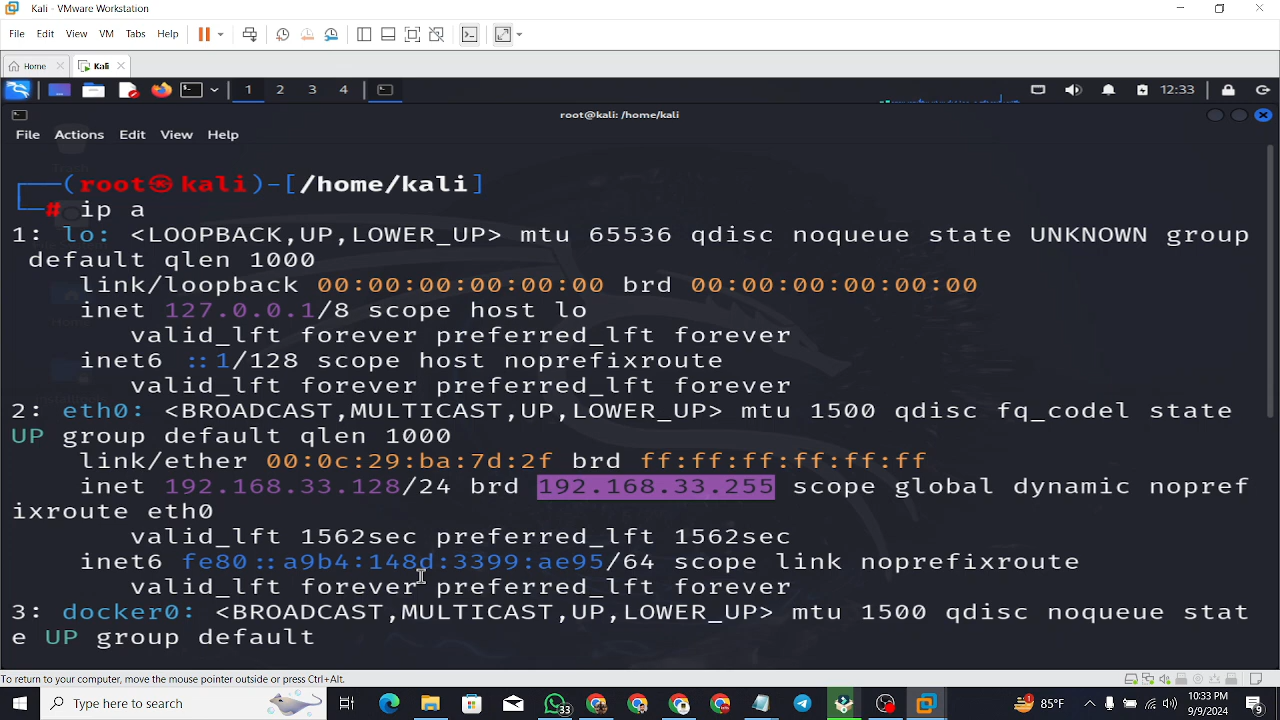 Kali - VMware Workstation
File Edit View VM Tabs Help
Home Kali
1 2 3 4 12:33
root@kali: /home/kali
File Actions Edit View Help
┌──(root㉿kali)-[/home/kali]
└─# ip a
1: lo: <LOOPBACK,UP,LOWER_UP> mtu 65536 qdisc noqueue state UNKNOWN group
default qlen 1000
link/loopback 00:00:00:00:00:00 brd 00:00:00:00:00:00
inet 127.0.0.1/8 scope host lo
valid_lft forever preferred_lft forever
inet6 ::1/128 scope host noprefixroute
valid_lft forever preferred_lft forever
2: eth0: <BROADCAST,MULTICAST,UP,LOWER_UP> mtu 1500 qdisc fq_codel state
UP group default qlen 1000
link/ether 00:0c:29:ba:7d:2f brd ff:ff:ff:ff:ff:ff
inet 192.168.33.128/24 brd 192.168.33.255 scope global dynamic nopref
ixroute eth0
valid_lft 1562sec preferred_lft 1562sec
inet6 fe80::a9b4:148d:3399:ae95/64 scope link noprefixroute
valid_lft forever preferred_lft forever
3: docker0: <BROADCAST,MULTICAST,UP,LOWER_UP> mtu 1500 qdisc noqueue stat
e UP group default
To return to your computer, move the mouse pointer outside or press Ctrl+Alt.
Type here to search 33 1 85°F 10:33 PM
9/9/2024